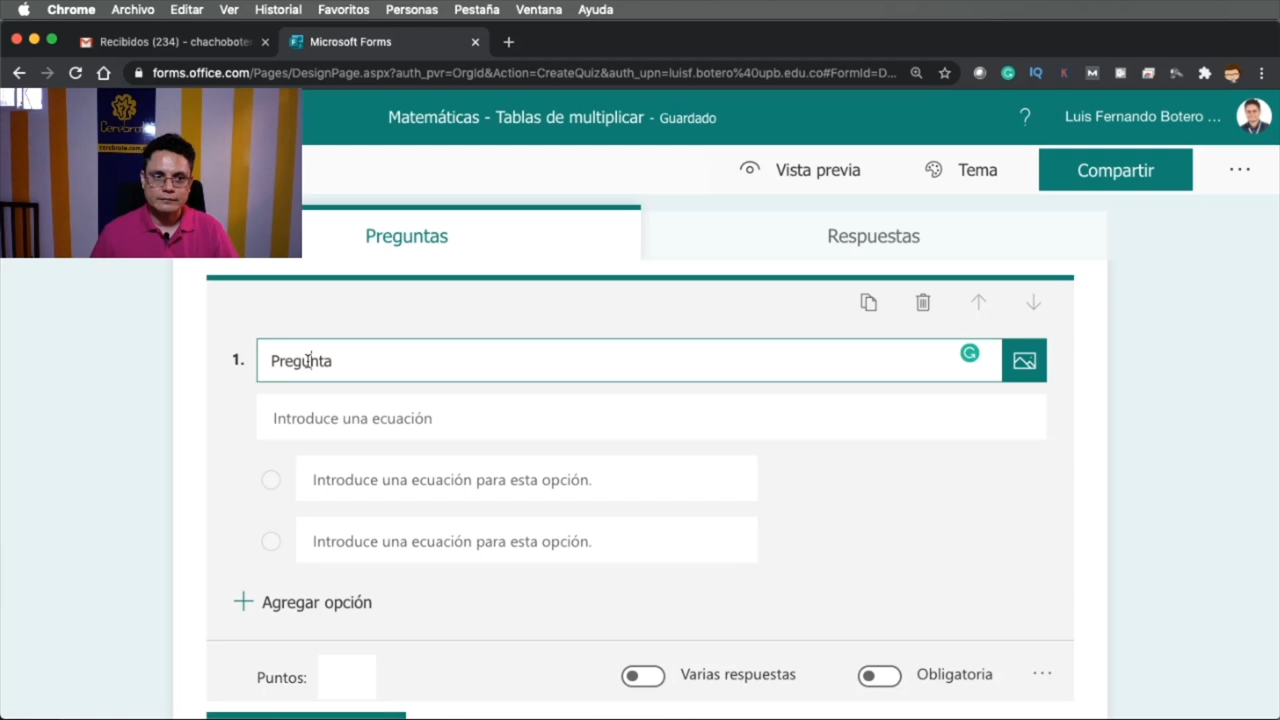 Chrome Archivo Editar Ver Historial Favoritos Personas Pestaña Ventana Ayuda
Recibidos (234) - chachobote
Microsoft Forms
forms.office.com/Pages/DesignPage.aspx?auth_pvr=OrgId&Action=CreateQuiz&auth_upn=luisf.botero%40upb.edu.co#FormId=D...
Matemáticas - Tablas de multiplicar - Guardado
? Luis Fernando Botero ...
Vista previa
Tema
Compartir
...
Preguntas
Respuestas
1. Pregunta
Introduce una ecuación
Introduce una ecuación para esta opción.
Introduce una ecuación para esta opción.
+ Agregar opción
Puntos:
Varias respuestas
Obligatoria
...